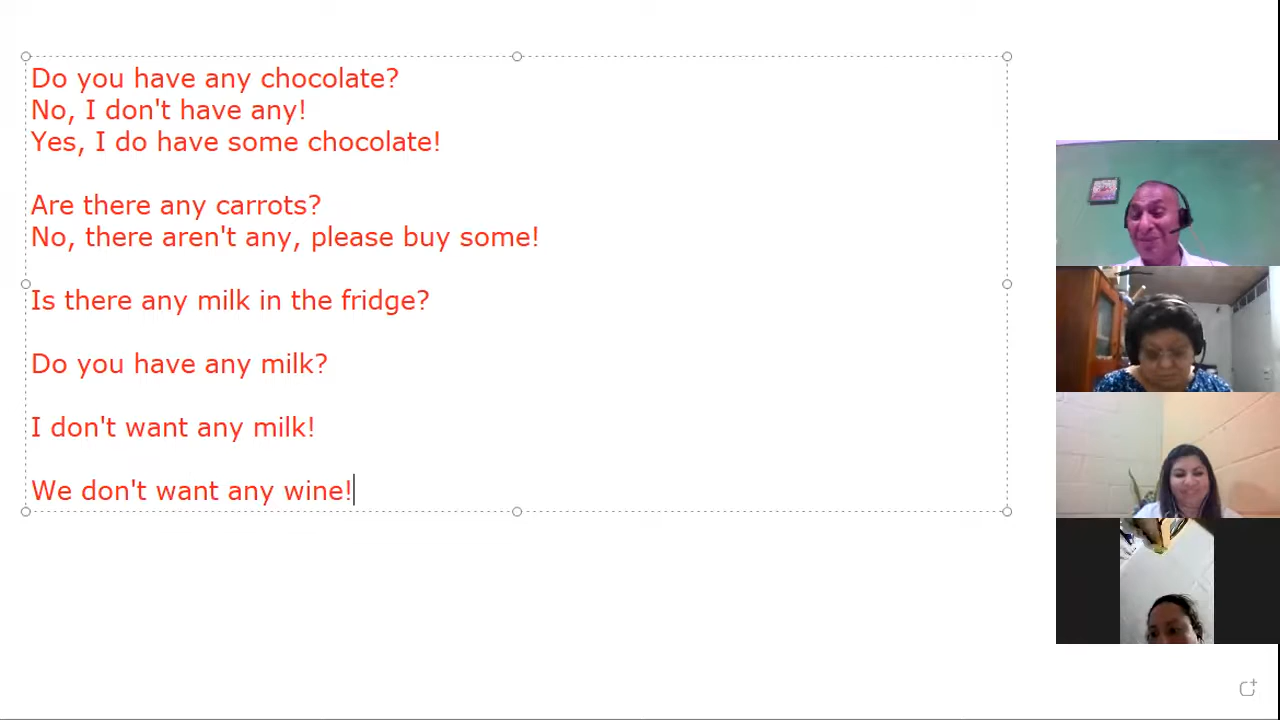 Do you have any chocolate?
No, I don't have any!
Yes, I do have some chocolate!
Are there any carrots?
No, there aren't any, please buy some!
Is there any milk in the fridge?
Do you have any milk?
I don't want any milk!
We don't want any wine!